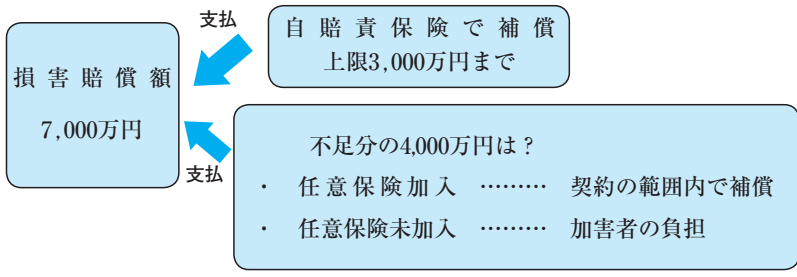 支払
自賠責保険で補償
上限3,000万円まで
損害賠償額
7,000万円
支払
不足分の4,000万円は？
・ 任意保険加入 ……… 契約の範囲内で補償
・ 任意保険未加入 ……… 加害者の負担